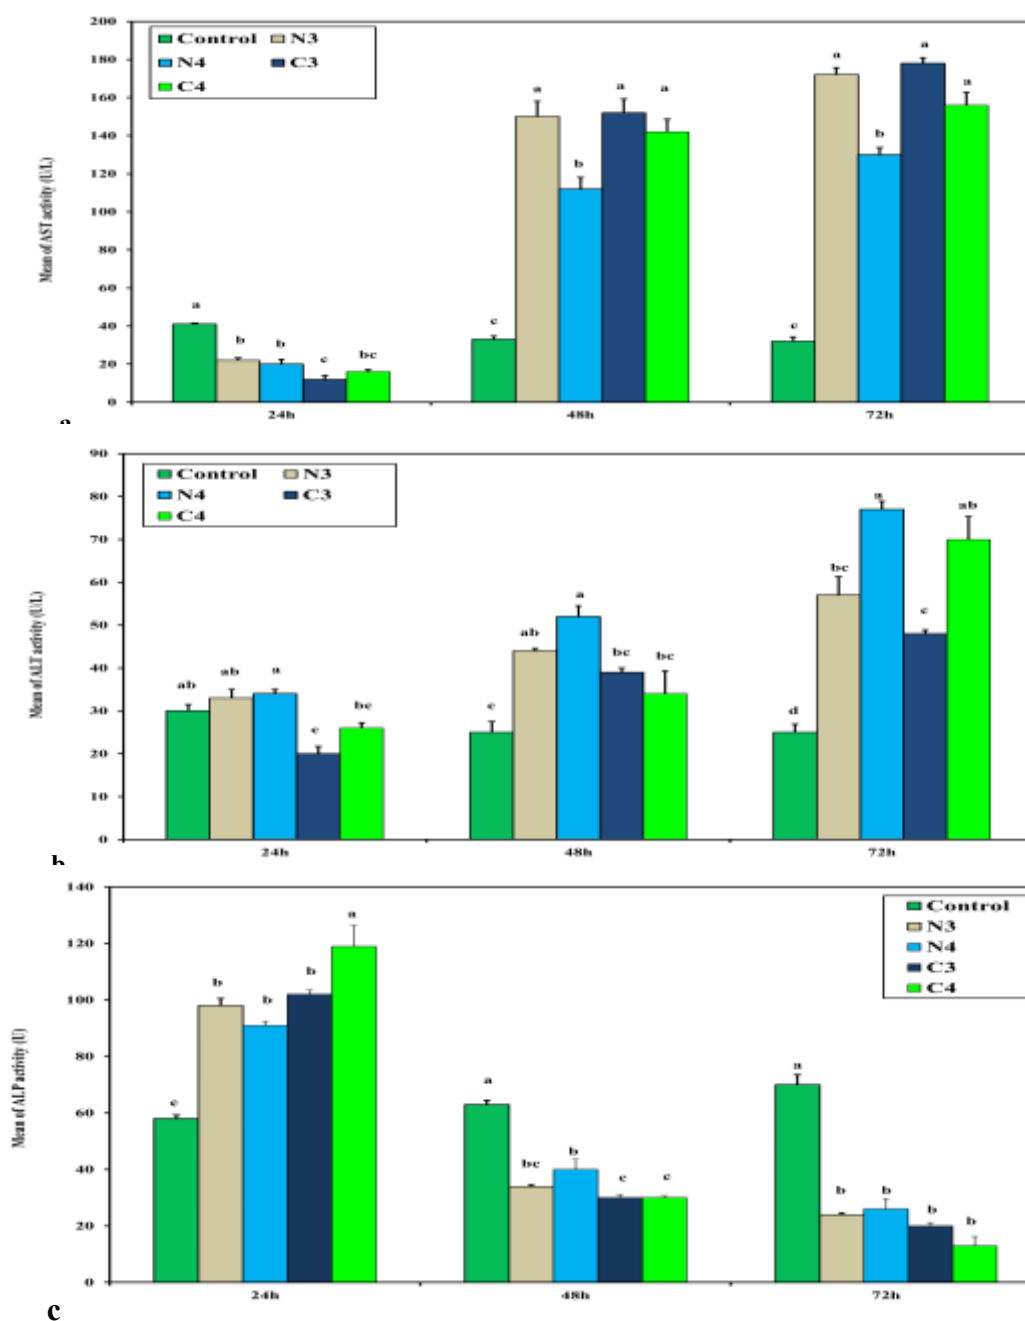 200
180
160
140
120
100
80
60
40
20
0
Mean of AST activity (U/L)
Control N3
N4 C3
C4
a b b c bc
c a b a a
c a b a a
24h 48h 72h
a
90
80
70
60
50
40
30
20
10
0
Mean of ALT activity (U/L)
Control N3
N4 C3
C4
ab ab a c bc
c ab a bc bc
d bc a c ab
24h 48h 72h
b
140
120
100
80
60
40
20
0
Mean of ALP activity (U)
Control
N3
N4
C3
C4
c b b b a
a bc b c c
a b b b b
24h 48h 72h
c